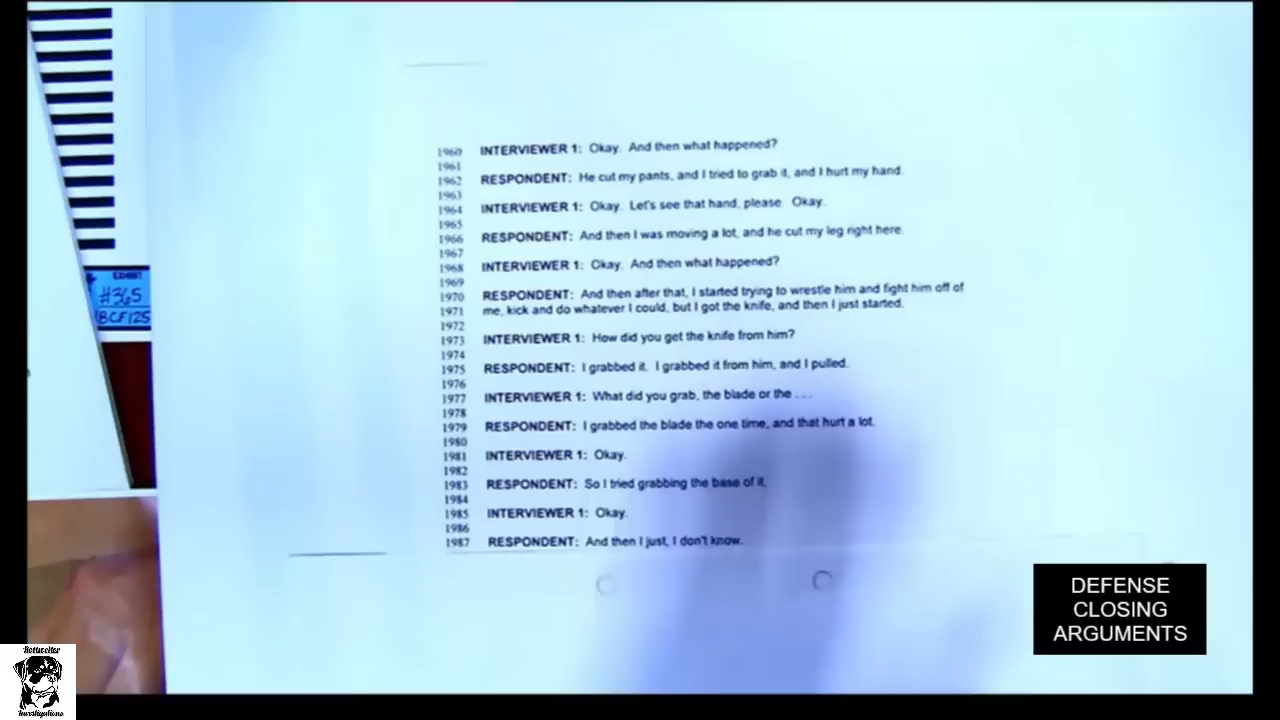 EXHIBIT
#365
BCF125
1960 INTERVIEWER 1: Okay. And then what happened?
1961
1962 RESPONDENT: He cut my pants, and I tried to grab it, and I hurt my hand.
1963
1964 INTERVIEWER 1: Okay. Let's see that hand, please. Okay.
1965
1966 RESPONDENT: And then I was moving a lot, and he cut my leg right here.
1967
1968 INTERVIEWER 1: Okay. And then what happened?
1969
1970 RESPONDENT: And then after that, I started trying to wrestle him and fight him off of
1971 me, kick and do whatever I could, but I got the knife, and then I just started.
1972
1973 INTERVIEWER 1: How did you get the knife from him?
1974
1975 RESPONDENT: I grabbed it. I grabbed it from him, and I pulled.
1976
1977 INTERVIEWER 1: What did you grab, the blade or the . . .
1978
1979 RESPONDENT: I grabbed the blade the one time, and that hurt a lot.
1980
1981 INTERVIEWER 1: Okay.
1982
1983 RESPONDENT: So I tried grabbing the base of it.
1984
1985 INTERVIEWER 1: Okay.
1986
1987 RESPONDENT: And then I just, I don't know.
DEFENSE
CLOSING
ARGUMENTS
Rottweiler
Investigations